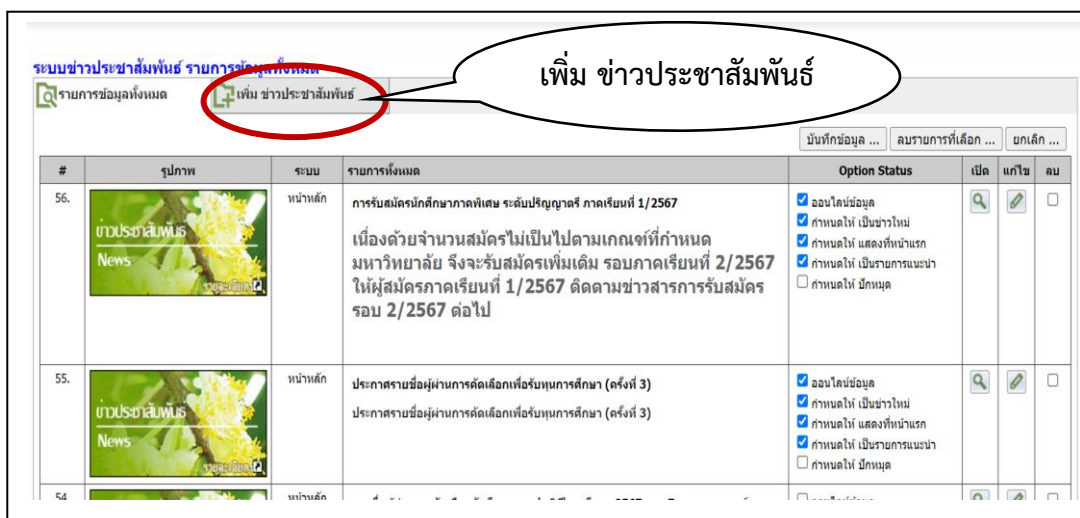 ระบบข่าวประชาสัมพันธ์ รายการข้อมูลทั้งหมด
เพิ่ม ข่าวประชาสัมพันธ์
รายการข้อมูลทั้งหมด
เพิ่ม ข่าวประชาสัมพันธ์
บันทึกข้อมูล ... ลบรายการที่เลือก ... ยกเลิก ...
# รูปภาพ ระบบ รายการทั้งหมด Option Status เปิด แก้ไข ลบ
56.
ข่าวประชาสัมพันธ์
News
รายละเอียด
หน้าหลัก
การรับสมัครนักศึกษาภาคพิเศษ ระดับปริญญาตรี ภาคเรียนที่ 1/2567
เนื่องด้วยจำนวนสมัครไม่เป็นไปตามเกณฑ์ที่กำหนด
มหาวิทยาลัย จึงจะรับสมัครเพิ่มเติม รอบภาคเรียนที่ 2/2567
ให้ผู้สมัครภาคเรียนที่ 1/2567 ติดตามข่าวสารการรับสมัคร
รอบ 2/2567 ต่อไป
ออนไลน์ข้อมูล
กำหนดให้ เป็นข่าวใหม่
กำหนดให้ แสดงที่หน้าแรก
กำหนดให้ เป็นรายการแนะนำ
กำหนดให้ ปักหมุด
55.
ข่าวประชาสัมพันธ์
News
รายละเอียด
หน้าหลัก
ประกาศรายชื่อผู้ผ่านการคัดเลือกเพื่อรับทุนการศึกษา (ครั้งที่ 3)
ประกาศรายชื่อผู้ผ่านการคัดเลือกเพื่อรับทุนการศึกษา (ครั้งที่ 3)
ออนไลน์ข้อมูล
กำหนดให้ เป็นข่าวใหม่
กำหนดให้ แสดงที่หน้าแรก
กำหนดให้ เป็นรายการแนะนำ
กำหนดให้ ปักหมุด
54.
หน้าหลัก